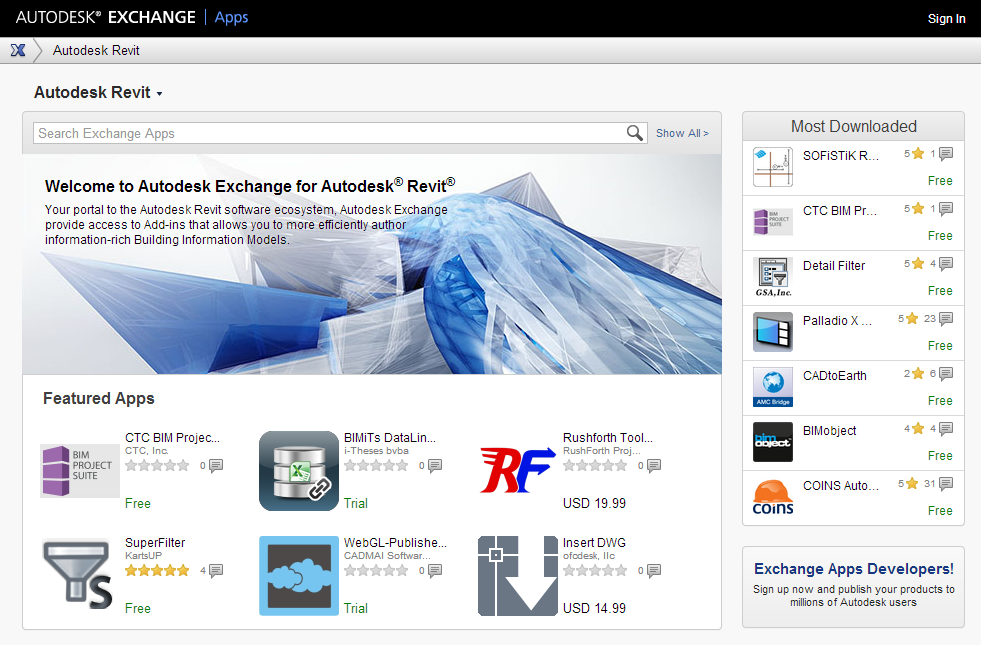 AUTODESK® EXCHANGE | Apps
Sign In
Autodesk Revit
Autodesk Revit
Search Exchange Apps
Show All >
Welcome to Autodesk Exchange for Autodesk® Revit®
Your portal to the Autodesk Revit software ecosystem, Autodesk Exchange
provide access to Add-ins that allows you to more efficiently author
information-rich Building Information Models.
Featured Apps
BIM
PROJECT
SUITE
CTC BIM Projec...
CTC, Inc.
0
Free
BIMiTs DataLin...
i-Theses bvba
0
Trial
RF
Rushforth Tool...
RushForth Proj...
0
USD 19.99
S
SuperFilter
KartsUP
4
Free
WebGL-Publishe...
CADMAI Softwar...
0
Trial
Insert DWG
ofcdesk, llc
0
USD 14.99
Most Downloaded
SOFiSTiK R...
5 1
Free
BIM
PROJECT
SUITE
CTC BIM Pr...
5 1
Free
GSA,Inc.
Detail Filter
5 4
Free
Palladio X ...
5 23
Free
AMC Bridge
CADtoEarth
2 6
Free
bim
object
BIMobject
4 4
Free
coins
COINS Auto...
5 31
Free
Exchange Apps Developers!
Sign up now and publish your products to
millions of Autodesk users